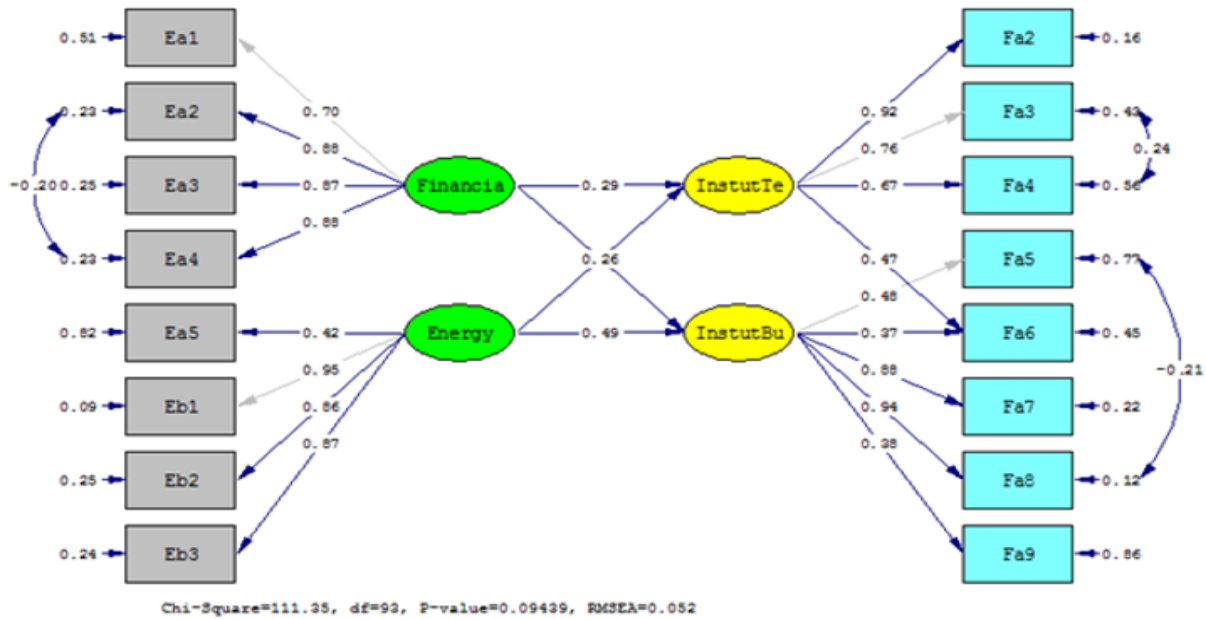 0.51 Ea1 Fa2 0.16
0.70 0.92
0.23 Ea2 Fa3 0.43
0.88 0.76 0.24
-0.20 0.25 Ea3 0.87 Financia 0.29 InstutTe 0.67 Fa4 0.56
0.88
0.23 Ea4 0.26 0.47 Fa5 0.77
0.48
0.82 Ea5 0.42 Energy 0.49 InstutBu 0.37 Fa6 0.45
0.95 0.88 -0.21
0.09 Eb1 0.86 0.94 Fa7 0.22
0.87 0.38
0.25 Eb2 Fa8 0.12
0.24 Eb3 Fa9 0.86
Chi-Square=111.35, df=93, P-value=0.09439, RMSEA=0.052